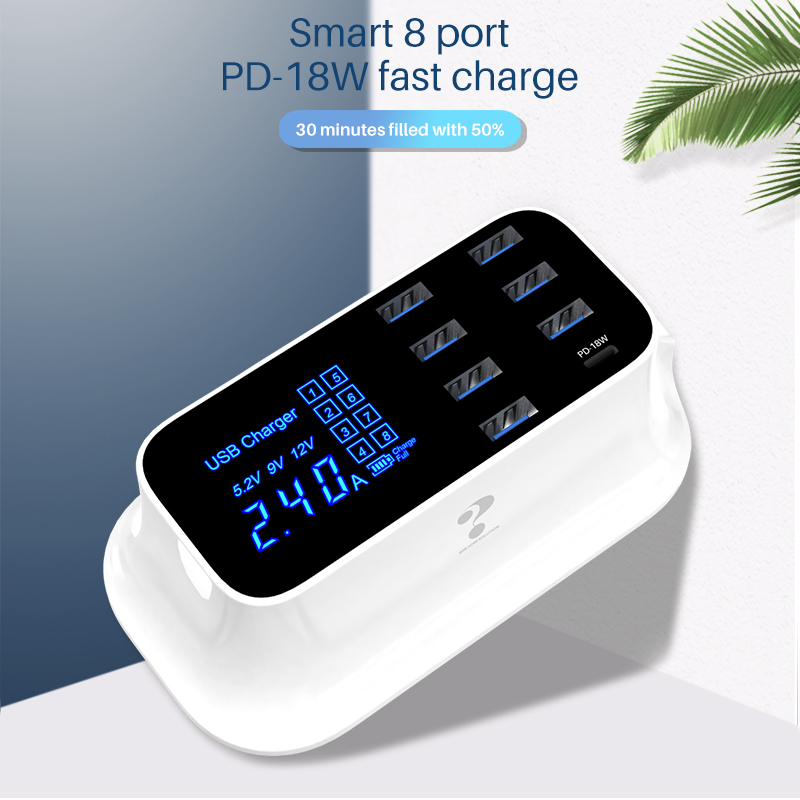 Smart 8 port
PD-18W fast charge
30 minutes filled with 50%
PD-18W
USB Charger
1 5
2 6
3 7
4 8
5.2V 9V 12V
2.40A
Charge
Full